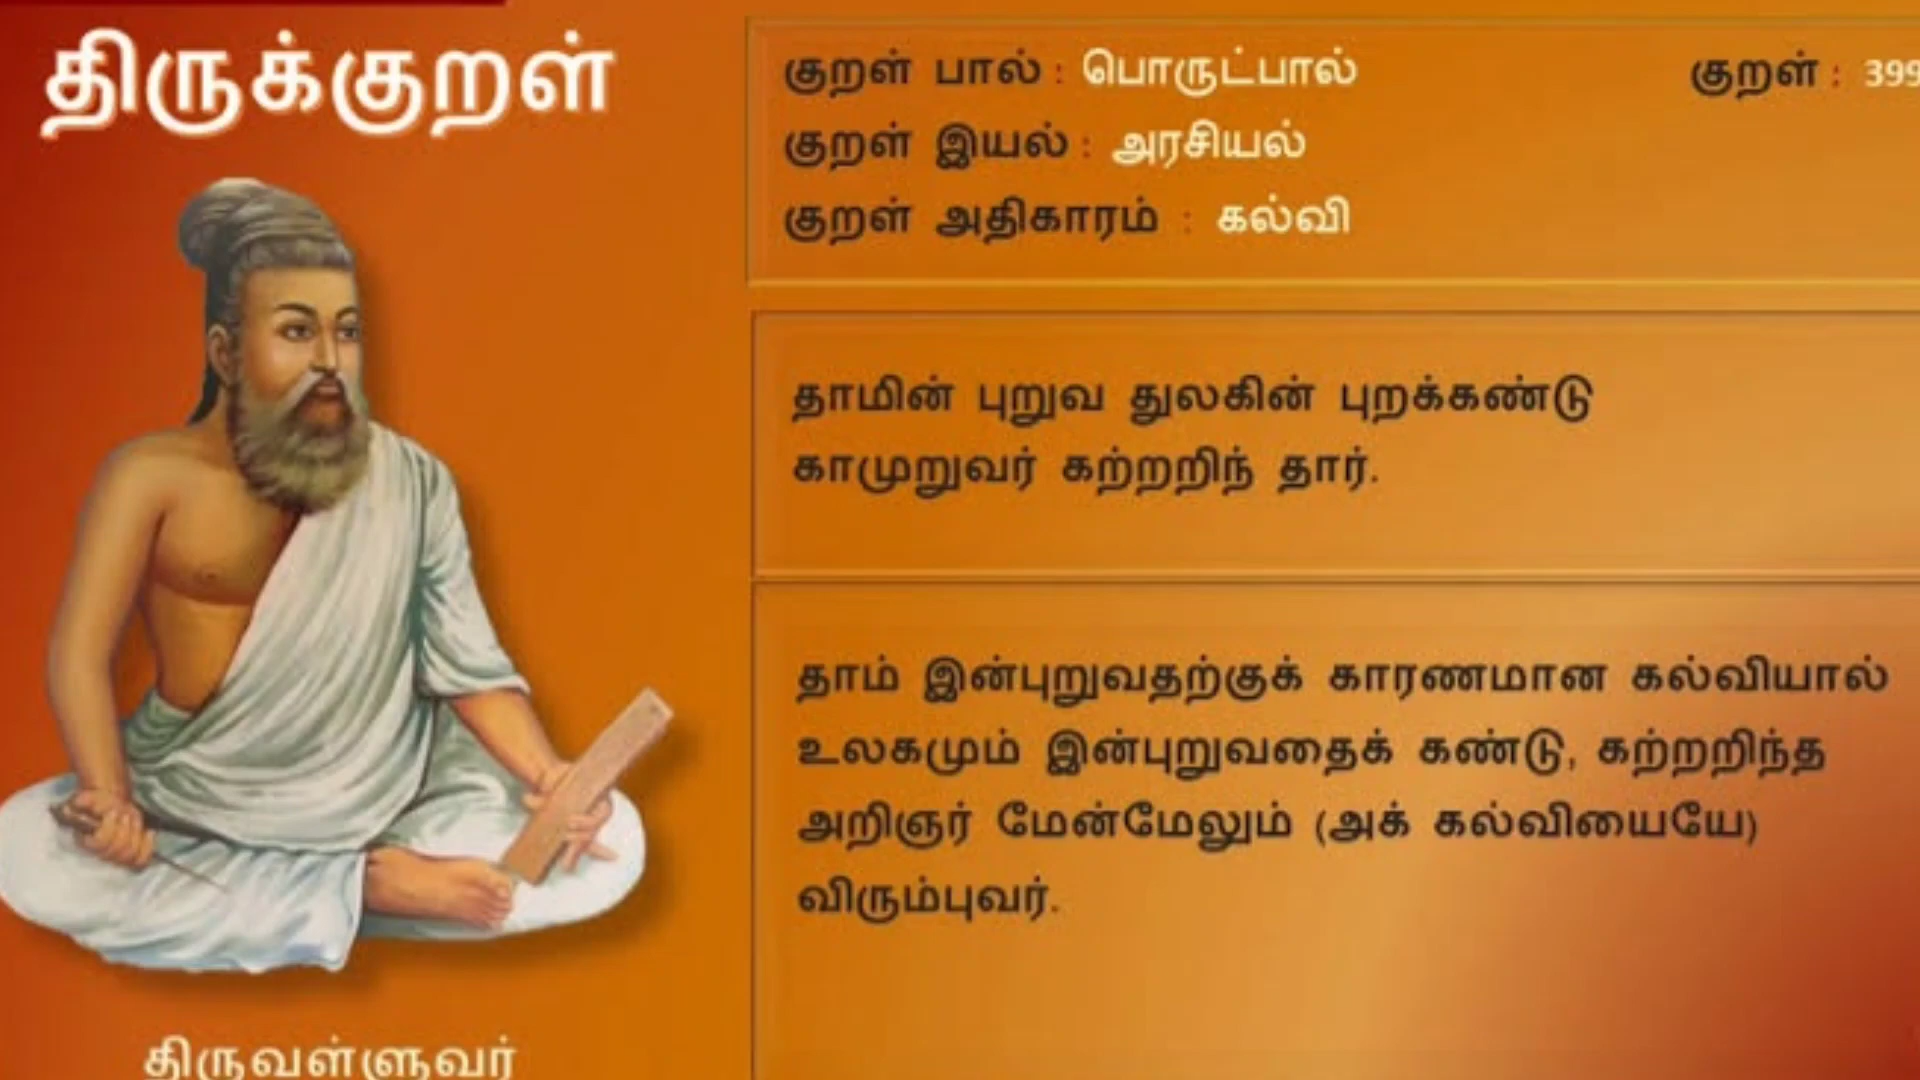 திருக்குறள்
குறள் பால் : பொருட்பால் குறள் : 399
குறள் இயல் : அரசியல்
குறள் அதிகாரம் : கல்வி
தாமின் புறுவ துலகின் புறக்கண்டு
காமுறுவர் கற்றறிந் தார்.
தாம் இன்புறுவதற்குக் காரணமான கல்வியால்
உலகமும் இன்புறுவதைக் கண்டு, கற்றறிந்த
அறிஞர் மேன்மேலும் (அக் கல்வியையே)
விரும்புவர்.
திருவள்ளுவர்